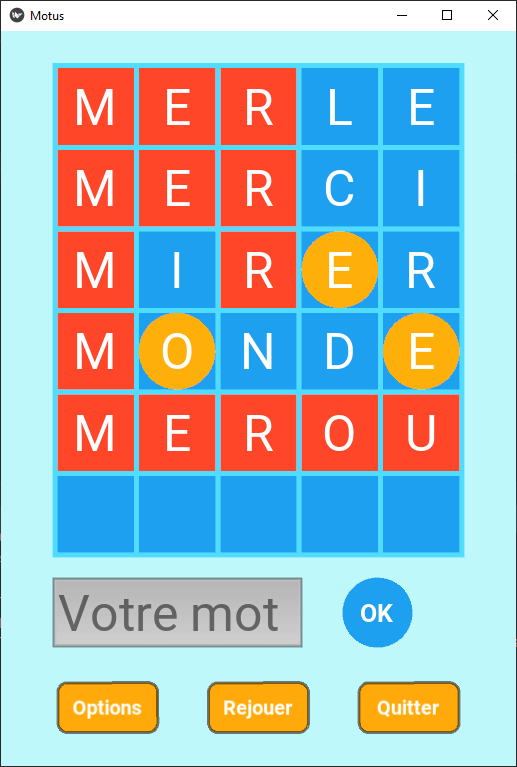 Motus
M E R L E
M E R C I
M I R E R
M O N D E
M E R O U
Votre mot OK
Options Rejouer Quitter